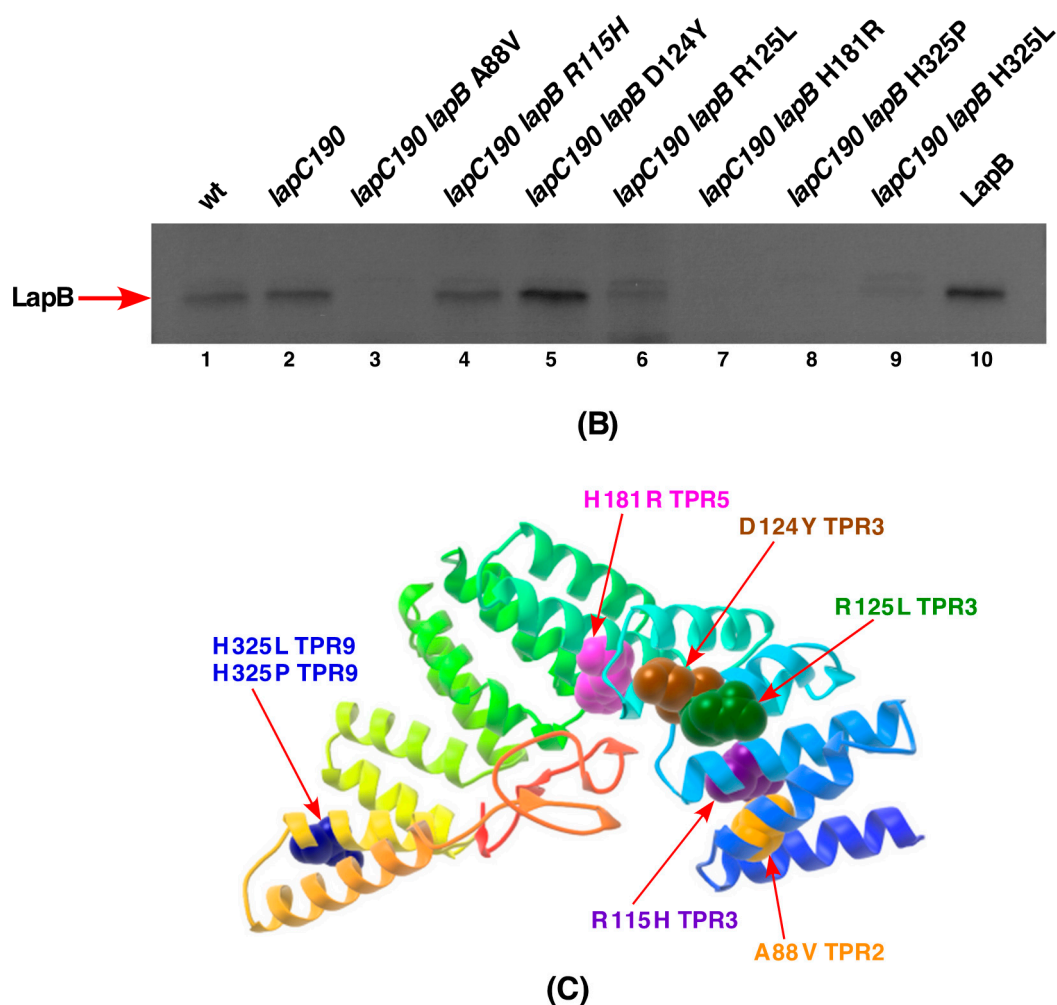 wt
lapC190
lapC190 lapB A88V
lapC190 lapB R115H
lapC190 lapB D124Y
lapC190 lapB R125L
lapC190 lapB H181R
lapC190 lapB H325P
lapC190 lapB H325L
LapB
LapB
1 2 3 4 5 6 7 8 9 10
(B)
H181R TPR5
D124Y TPR3
R125L TPR3
H325L TPR9
H325P TPR9
R115H TPR3
A88V TPR2
(C)